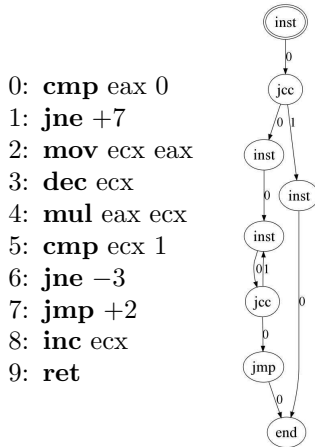 0: cmp eax 0
1: jne +7
2: mov ecx eax
3: dec ecx
4: mul eax ecx
5: cmp ecx 1
6: jne −3
7: jmp +2
8: inc ecx
9: ret
inst
0
jcc
0 1
inst
inst
0
inst
0 1
jcc
0
0
jmp
0
end